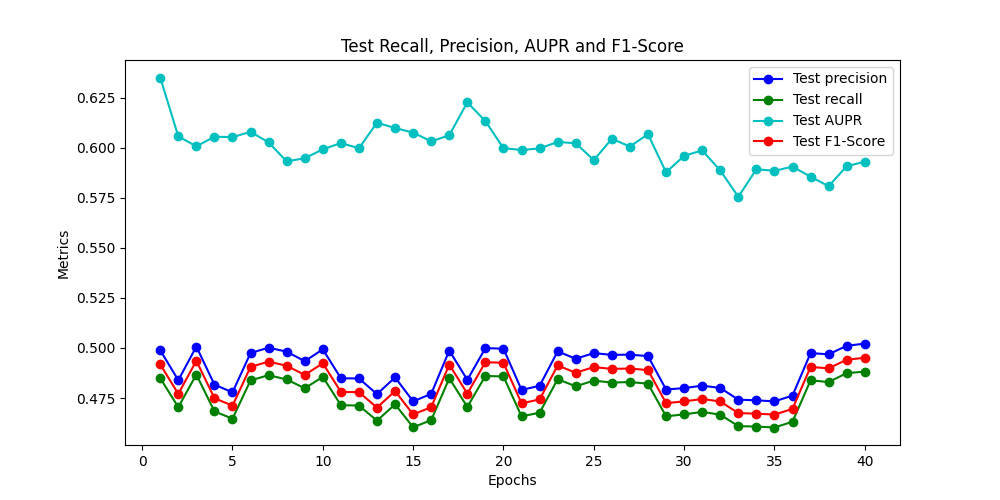 Test Recall, Precision, AUPR and F1-Score
Test precision
Test recall
Test AUPR
Test F1-Score
Metrics
0.625
0.600
0.575
0.550
0.525
0.500
0.475
0 5 10 15 20 25 30 35 40
Epochs